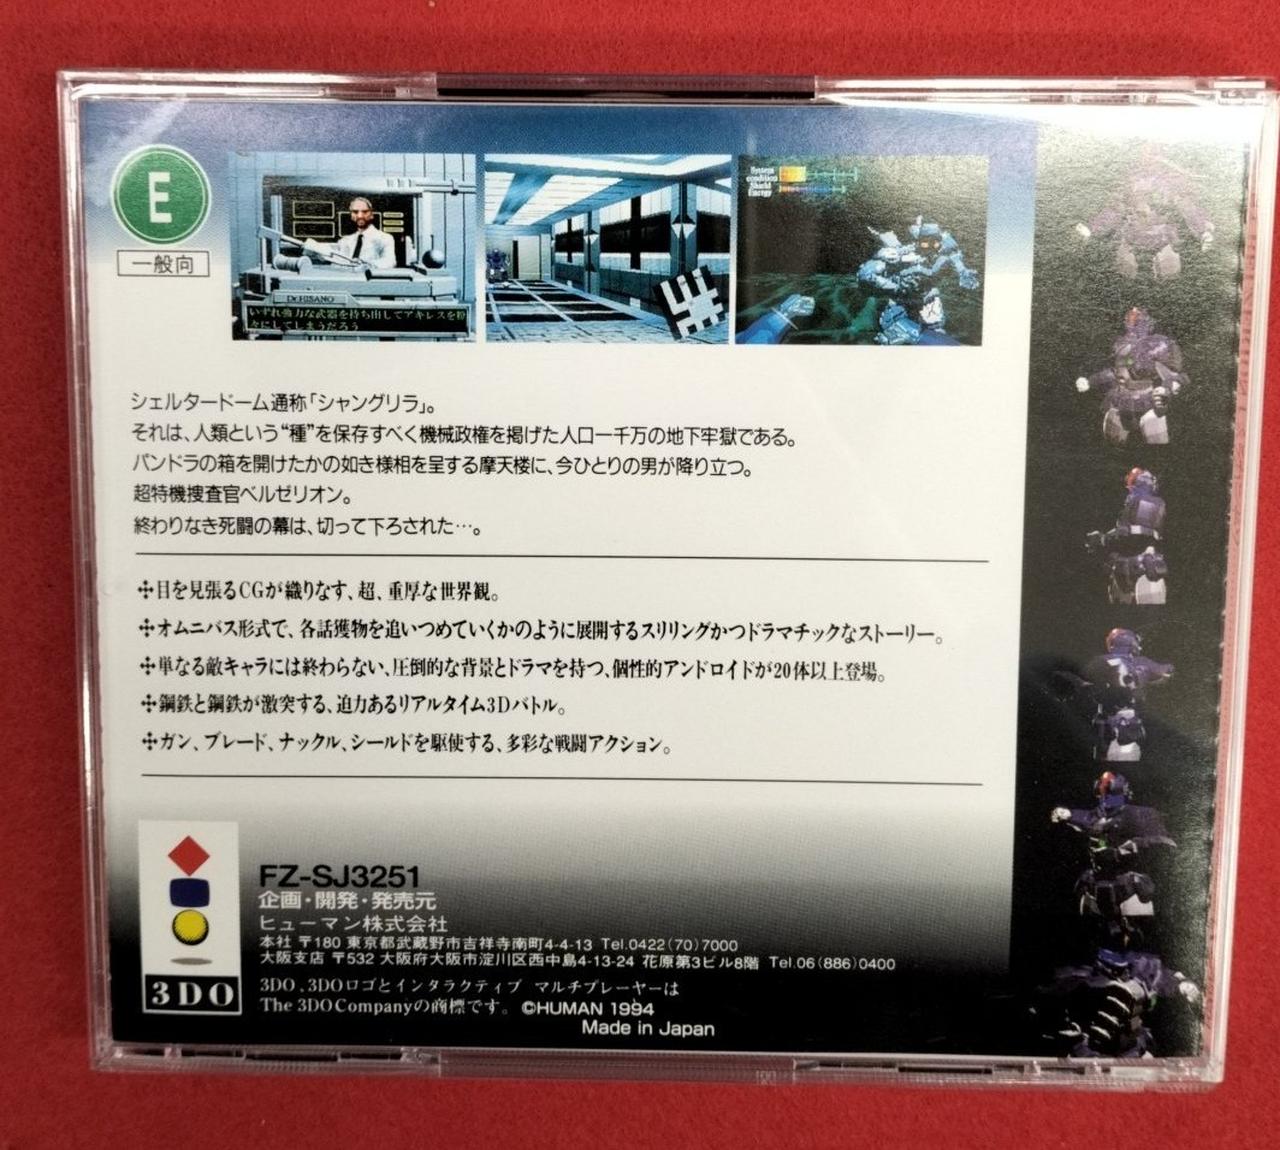 E
一般向
Dr.HISANO
いずれ強力な武器を持ち出してアキレスを粉
々にしてしまうだろう
System
condition
Shield
Energy
シェルタードーム通称「シャングリラ」。
それは、人類という“種”を保存すべく機械政権を掲げた人口一千万の地下牢獄である。
パンドラの箱を開けたかの如き様相を呈する摩天楼に、今ひとりの男が降り立つ。
超特機捜査官ベルゼリオン。
終わりなき死闘の幕は、切って下ろされた…。
✣目を見張るCGが織りなす、超、重厚な世界観。
✣オムニバス形式で、各話獲物を追いつめていくかのように展開するスリリングかつドラマチックなストーリー。
✣単なる敵キャラには終わらない、圧倒的な背景とドラマを持つ、個性的アンドロイドが20体以上登場。
✣鋼鉄と鋼鉄が激突する、迫力あるリアルタイム3Dバトル。
✣ガン、ブレード、ナックル、シールドを駆使する、多彩な戦闘アクション。
3DO
FZ-SJ3251
企画・開発・発売元
ヒューマン株式会社
本社 〒180 東京都武蔵野市吉祥寺南町4-4-13 Tel.0422(70)7000
大阪支店 〒532 大阪府大阪市淀川区西中島4-13-24 花原第3ビル8階 Tel.06(886)0400
3DO、3DOロゴとインタラクティブ マルチプレーヤーは
The 3DO Companyの商標です。 ©HUMAN 1994
Made in Japan